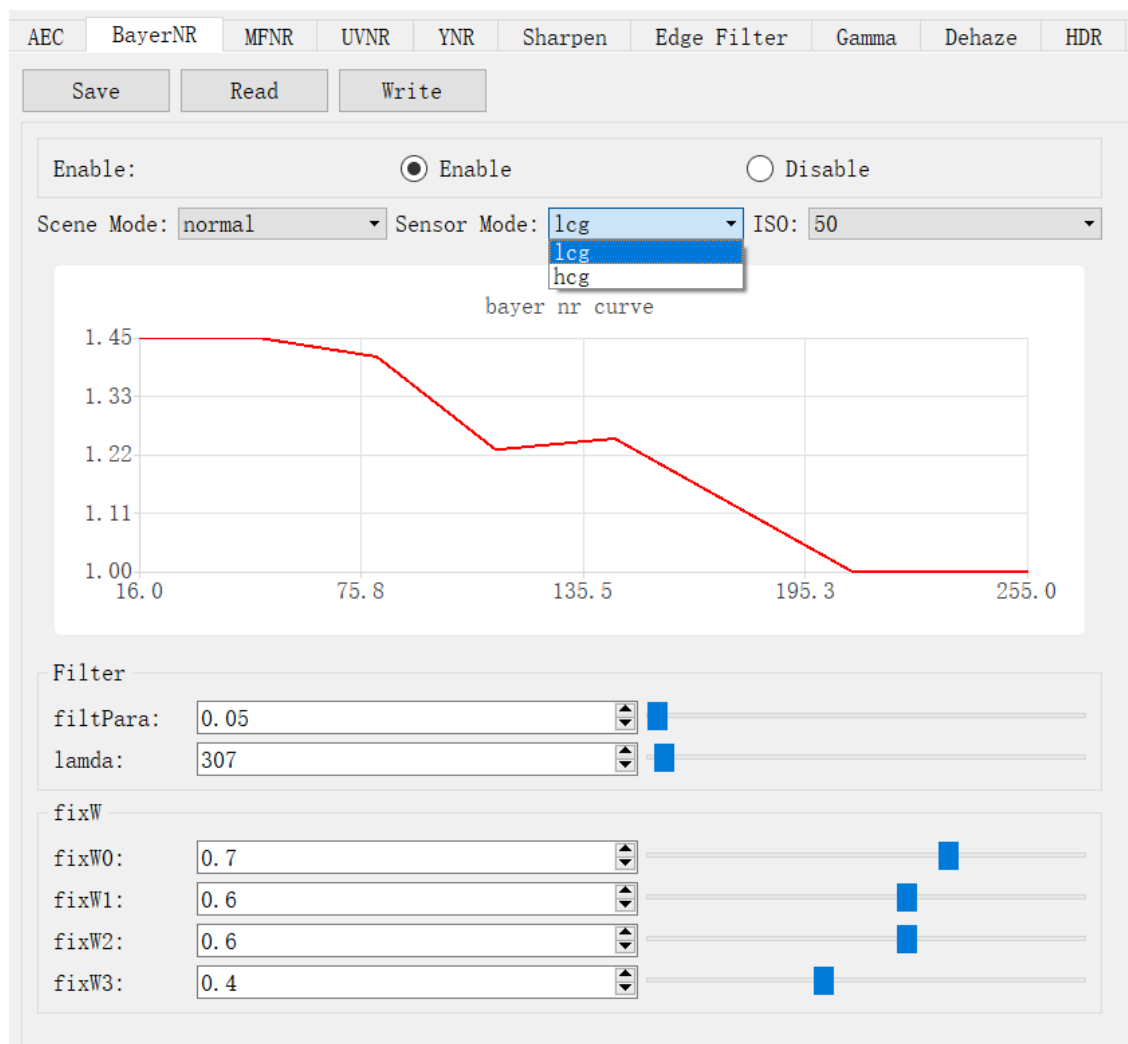 AEC BayerNR MFNR UVNR YNR Sharpen Edge Filter Gamma Dehaze HDR
Save Read Write
Enable: Enable Disable
Scene Mode: normal Sensor Mode: lcg ISO: 50
lcg
hcg
bayer nr curve
1.45
1.33
1.22
1.11
1.00
16.0 75.8 135.5 195.3 255.0
Filter
filtPara: 0.05
lamda: 307
fixW
fixW0: 0.7
fixW1: 0.6
fixW2: 0.6
fixW3: 0.4